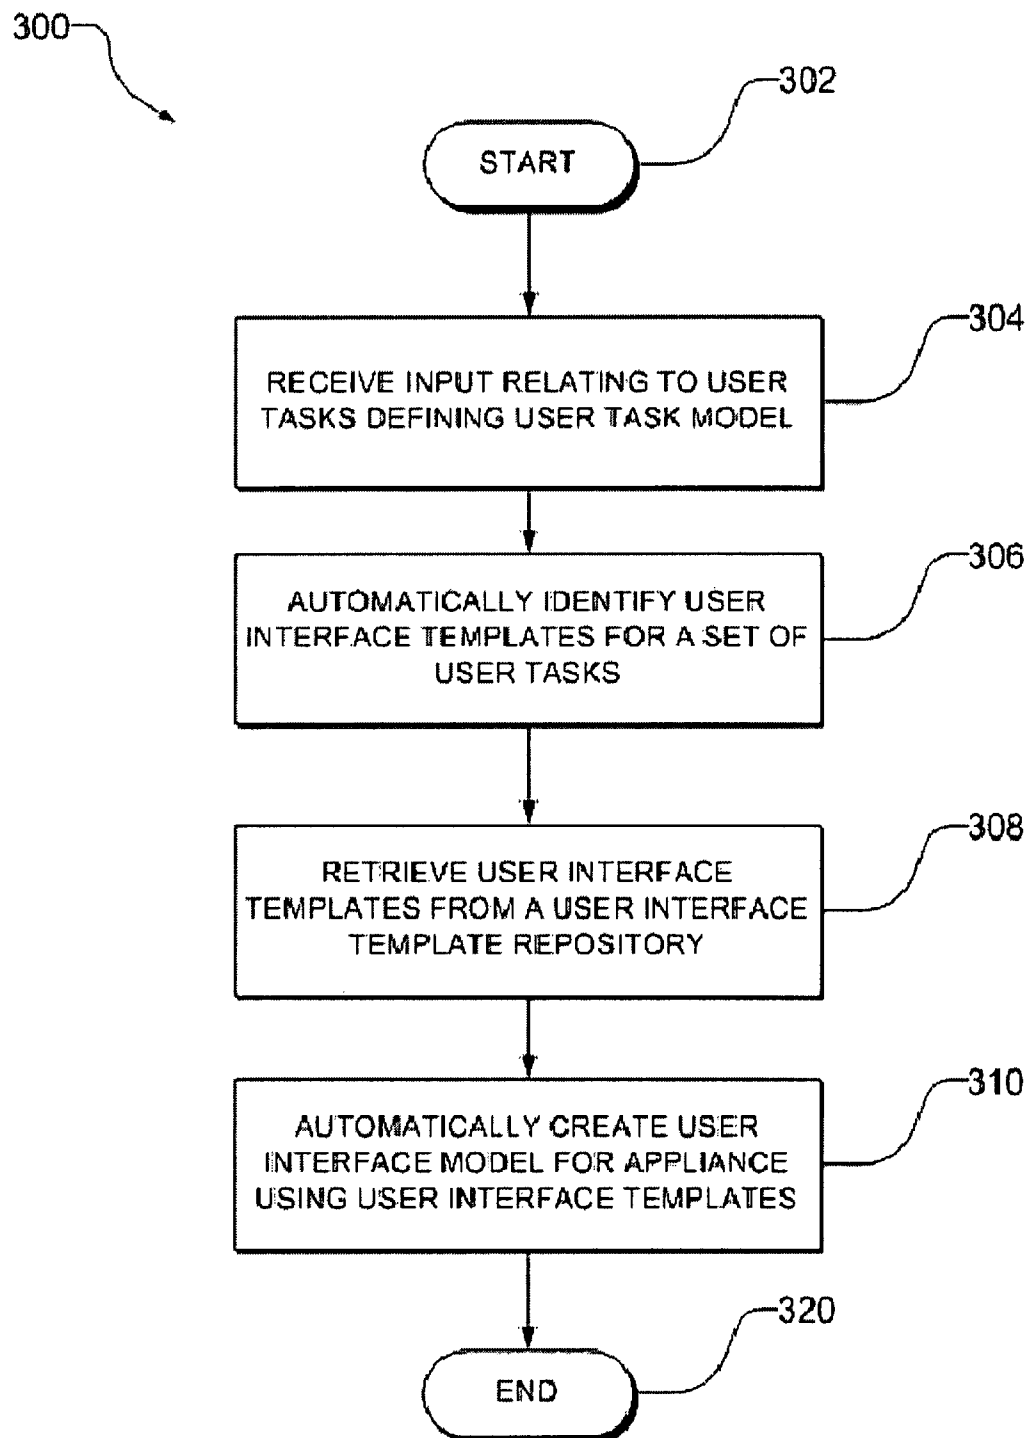 300
302
START
304
RECEIVE INPUT RELATING TO USER
TASKS DEFINING USER TASK MODEL
306
AUTOMATICALLY IDENTIFY USER
INTERFACE TEMPLATES FOR A SET OF
USER TASKS
308
RETRIEVE USER INTERFACE
TEMPLATES FROM A USER INTERFACE
TEMPLATE REPOSITORY
310
AUTOMATICALLY CREATE USER
INTERFACE MODEL FOR APPLIANCE
USING USER INTERFACE TEMPLATES
320
END